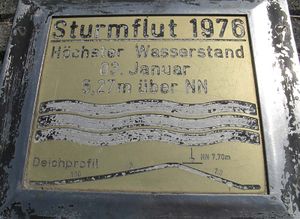 Sturmflut 1976
Höchster Wasserstand
03. Januar
5,27m über NN
NN 7,70m
Deichprofil